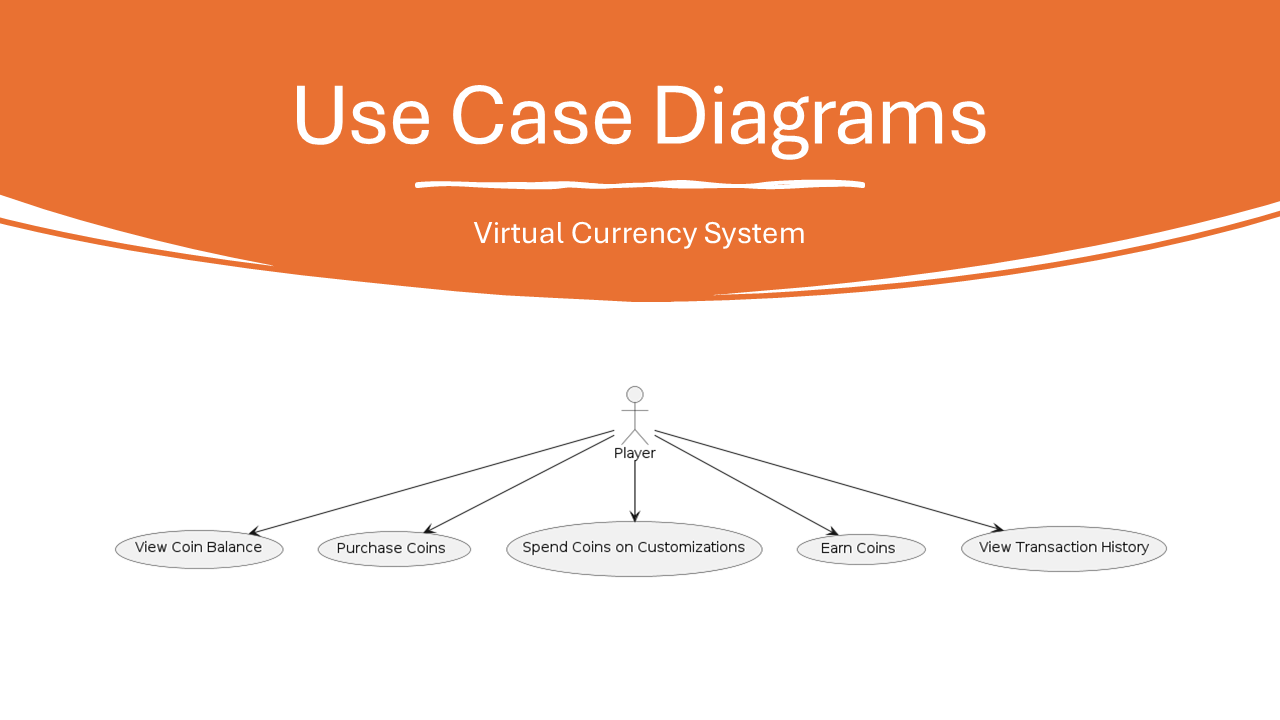 Use Case Diagrams
Virtual Currency System
Player
View Coin Balance
Purchase Coins
Spend Coins on Customizations
Earn Coins
View Transaction History